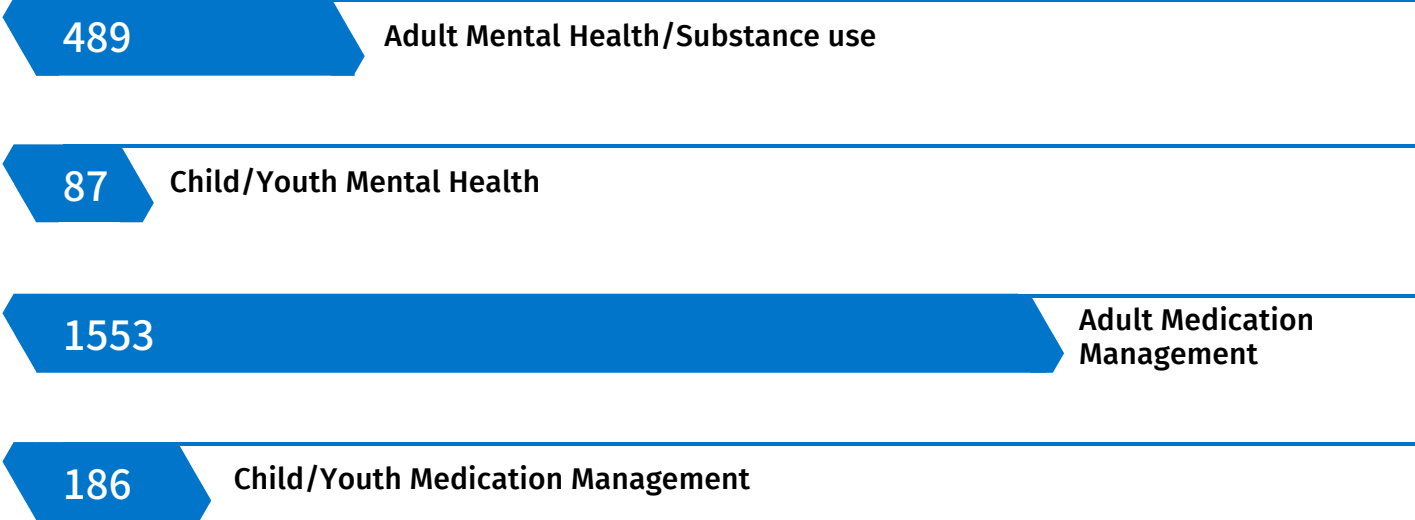 489
Adult Mental Health/Substance use
87
Child/Youth Mental Health
1553
Adult Medication
Management
186
Child/Youth Medication Management